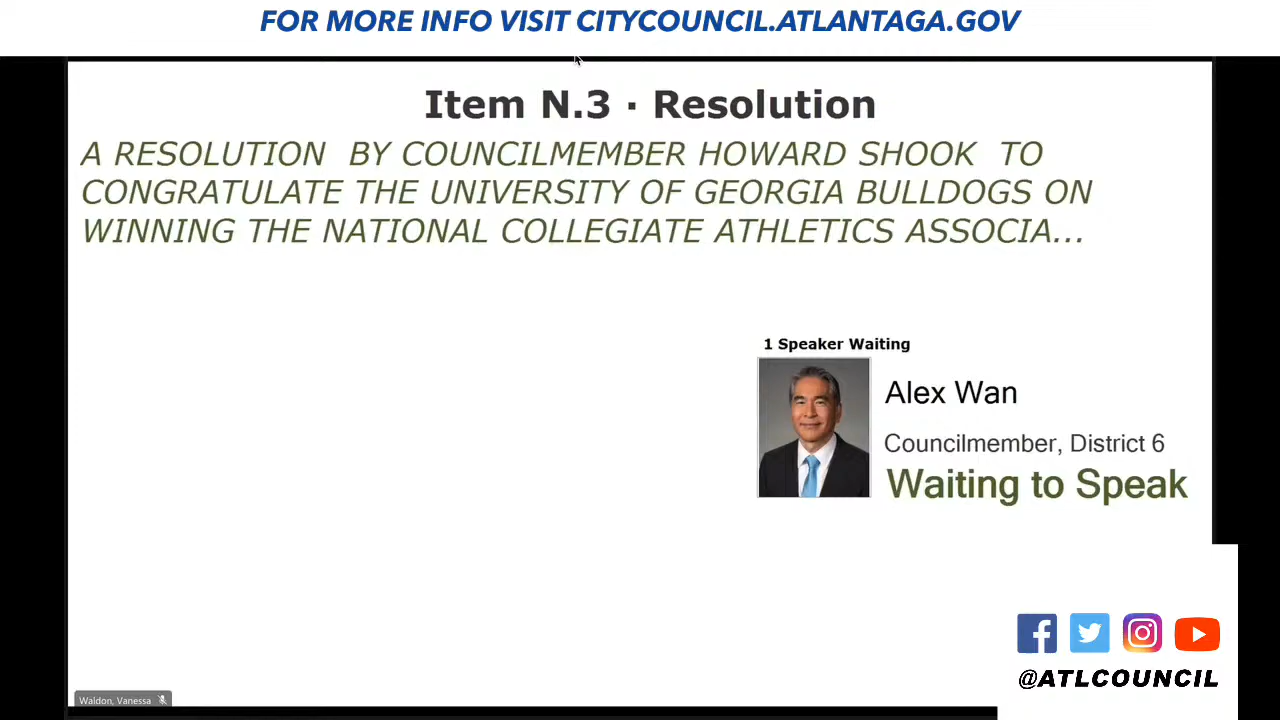 FOR MORE INFO VISIT CITYCOUNCIL.ATLANTAGA.GOV
Item N.3 · Resolution
A RESOLUTION BY COUNCILMEMBER HOWARD SHOOK TO
CONGRATULATE THE UNIVERSITY OF GEORGIA BULLDOGS ON
WINNING THE NATIONAL COLLEGIATE ATHLETICS ASSOCIA...
1 Speaker Waiting
Alex Wan
Councilmember, District 6
Waiting to Speak
@ATLCOUNCIL
Waldon, Vanessa